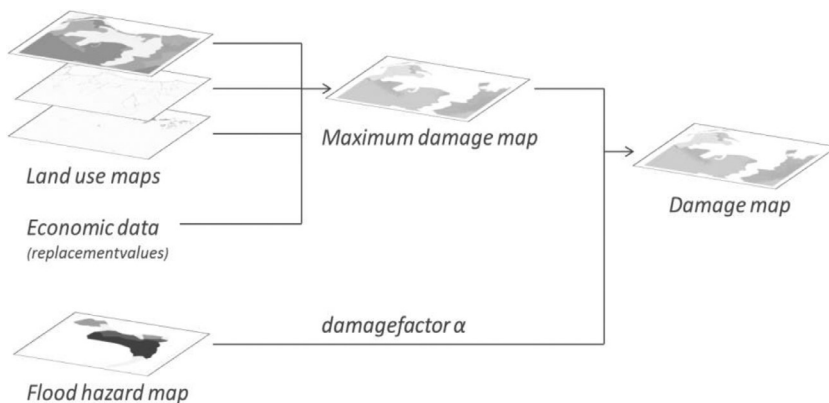 Land use maps
Maximum damage map
Economic data
(replacementvalues)
Damage map
damagefactor α
Flood hazard map